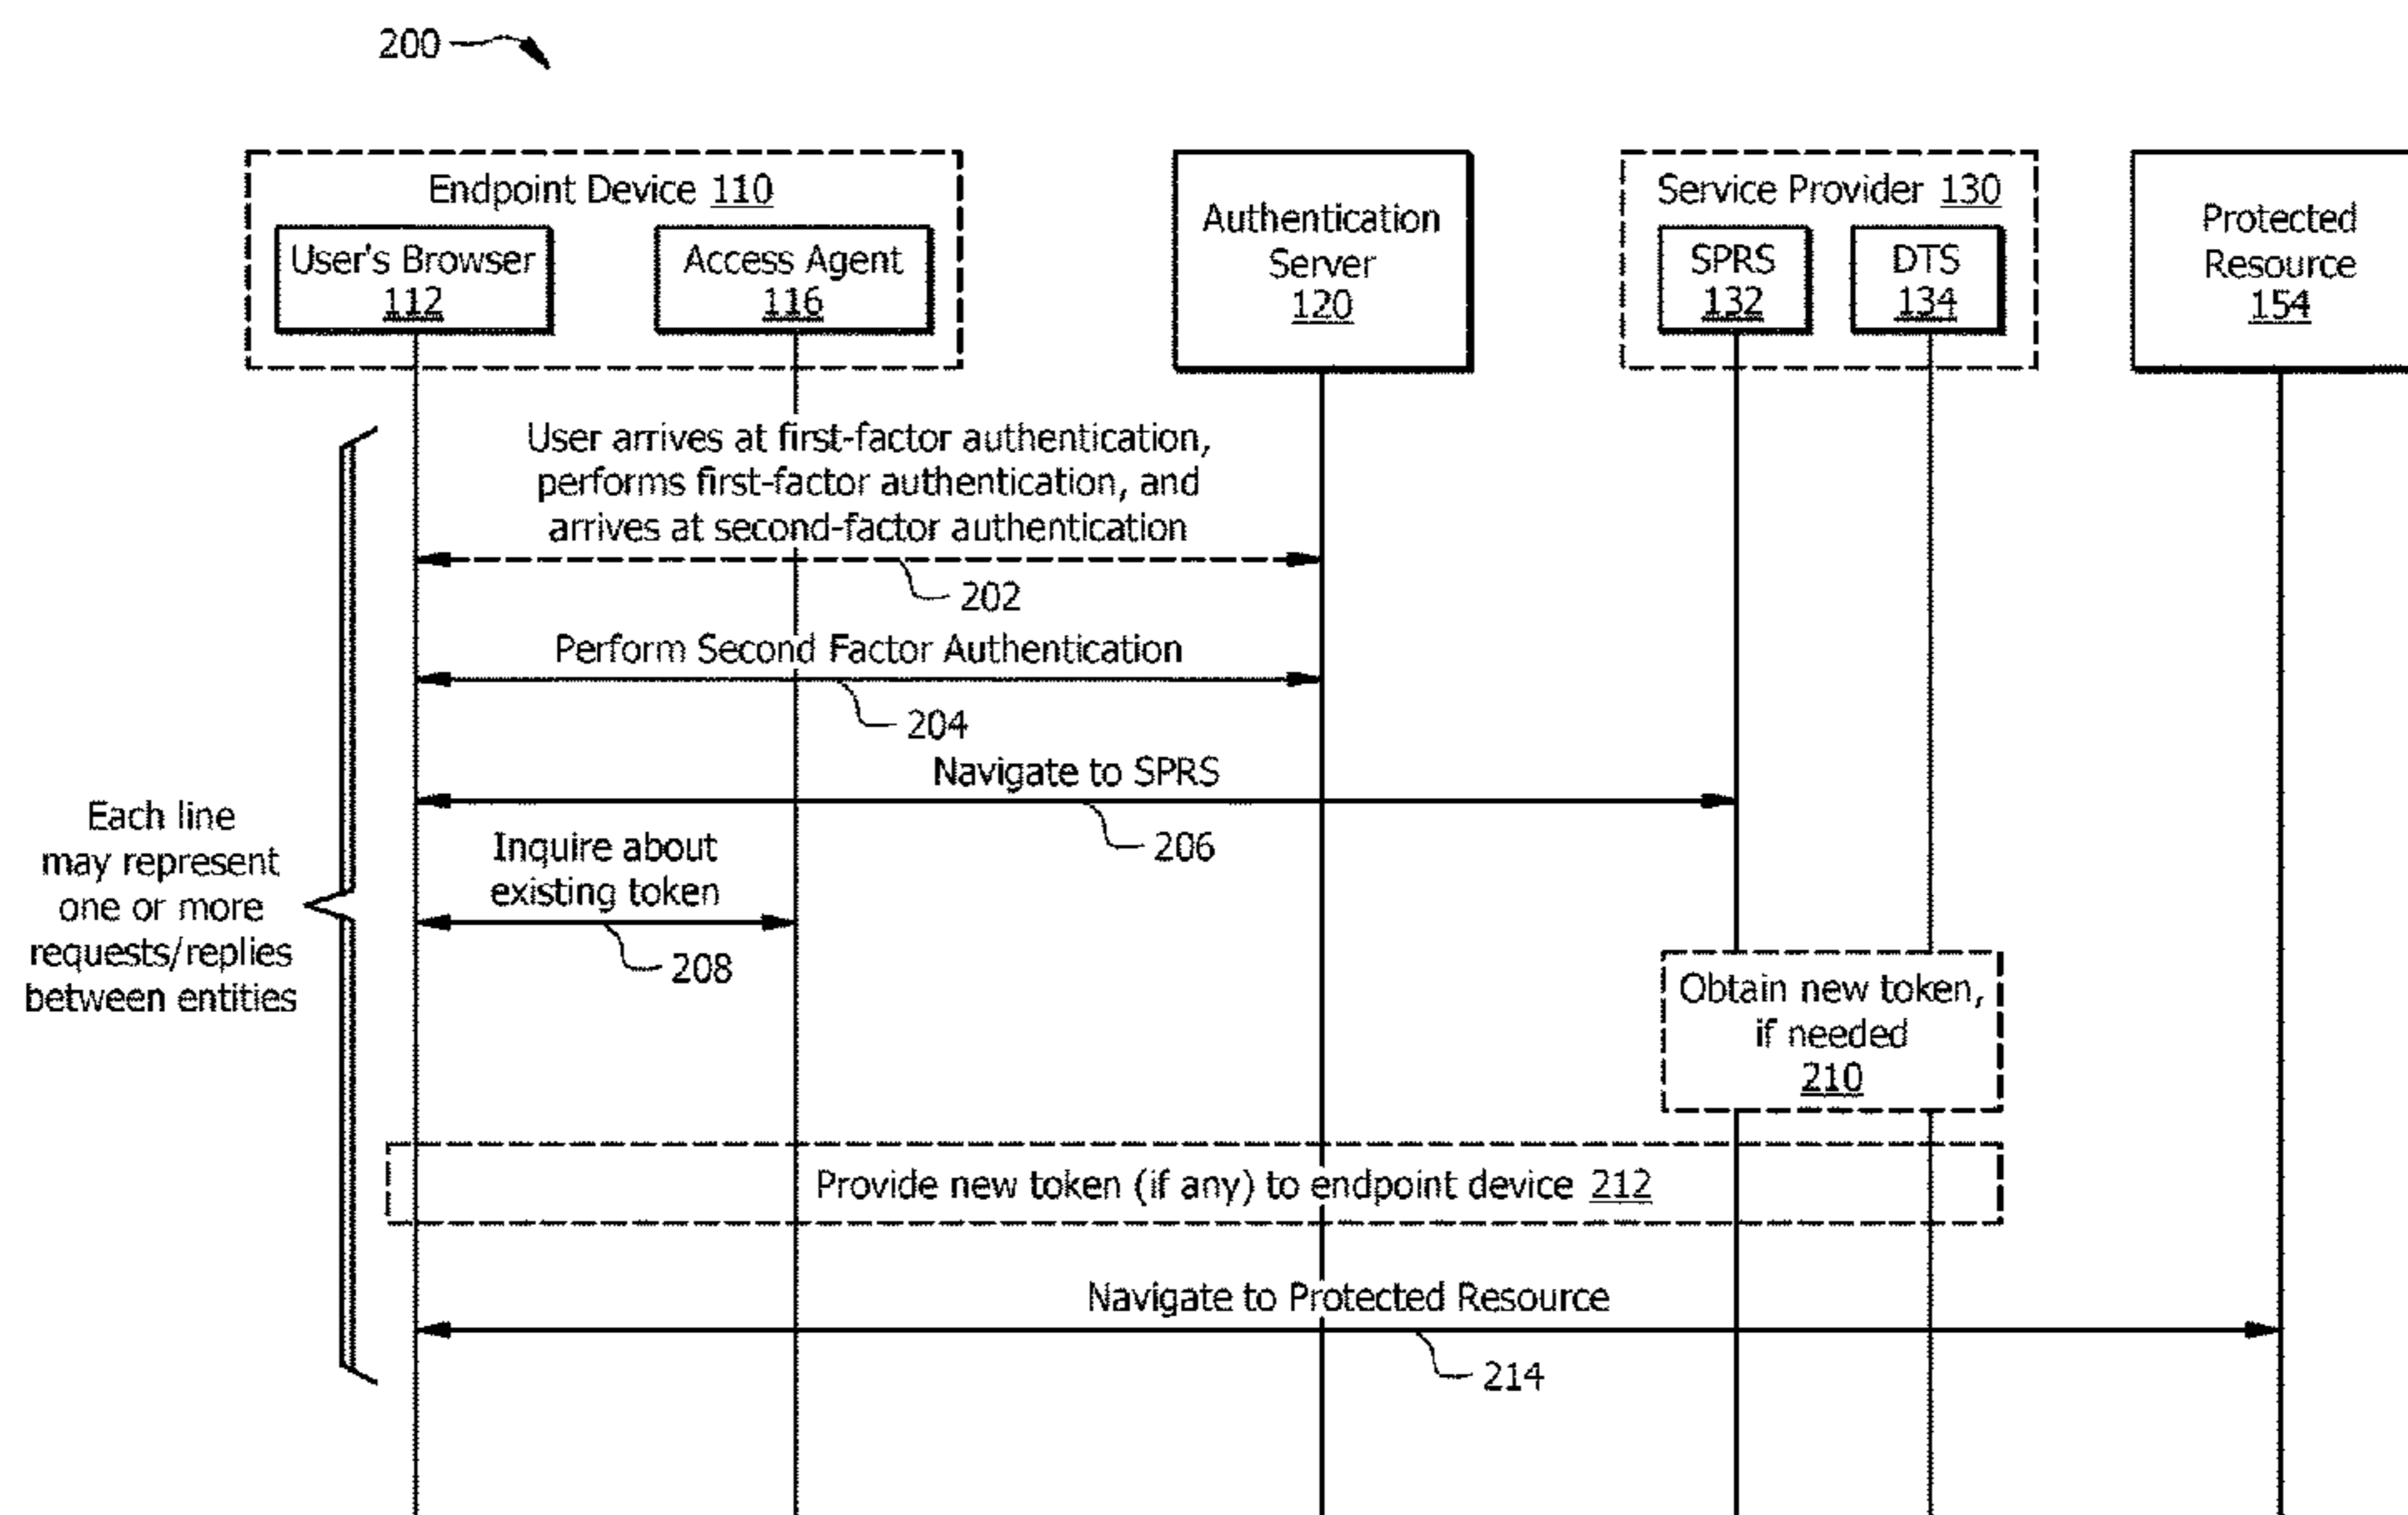 200
Endpoint Device 110
User's Browser
112
Access Agent
116
Authentication
Server
120
Service Provider 130
SPRS
132
DTS
134
Protected
Resource
154
User arrives at first-factor authentication,
performs first-factor authentication, and
arrives at second-factor authentication
202
Perform Second Factor Authentication
204
Navigate to SPRS
206
Each line
may represent
one or more
requests/replies
between entities
Inquire about
existing token
208
Obtain new token,
if needed
210
Provide new token (if any) to endpoint device 212
Navigate to Protected Resource
214